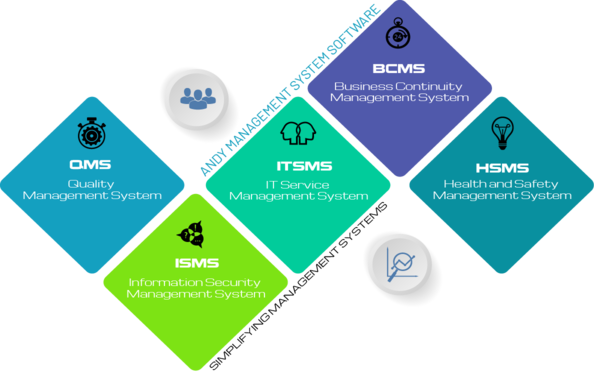 ANDY MANAGEMENT SYSTEM SOFTWARE
BCMS
Business Continuity
Management System
QMS
Quality
Management System
ITSMS
IT Service
Management System
HSMS
Health and Safety
Management System
ISMS
Information Security
Management System
SIMPLIFYING MANAGEMENT SYSTEMS